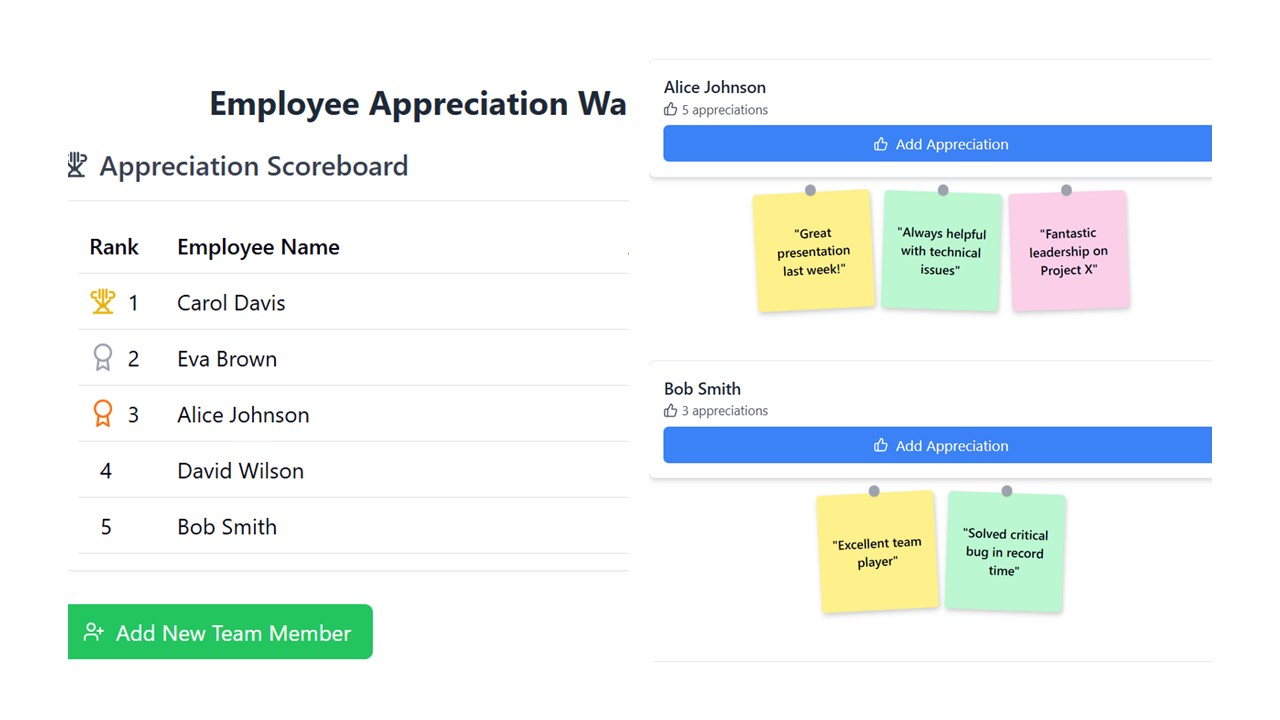 Employee Appreciation Wa
Appreciation Scoreboard
Rank Employee Name
1 Carol Davis
2 Eva Brown
3 Alice Johnson
4 David Wilson
5 Bob Smith
Add New Team Member
Alice Johnson
5 appreciations
Add Appreciation
"Great
presentation
last week!"
"Always helpful
with technical
issues"
"Fantastic
leadership on
Project X"
Bob Smith
3 appreciations
Add Appreciation
"Excellent team
player"
"Solved critical
bug in record
time"